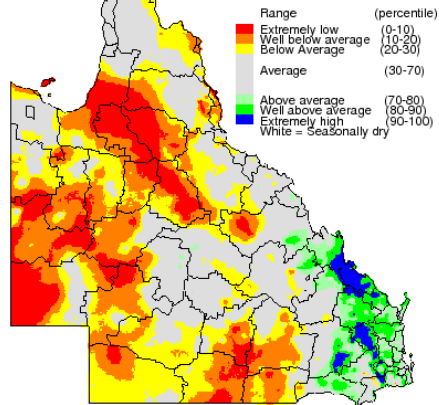 Range (percentile)
Extremely low (0-10)
Well below average (10-20)
Below Average (20-30)
Average (30-70)
Above average (70-80)
Well above average (80-90)
Extremely high (90-100)
White = Seasonally dry